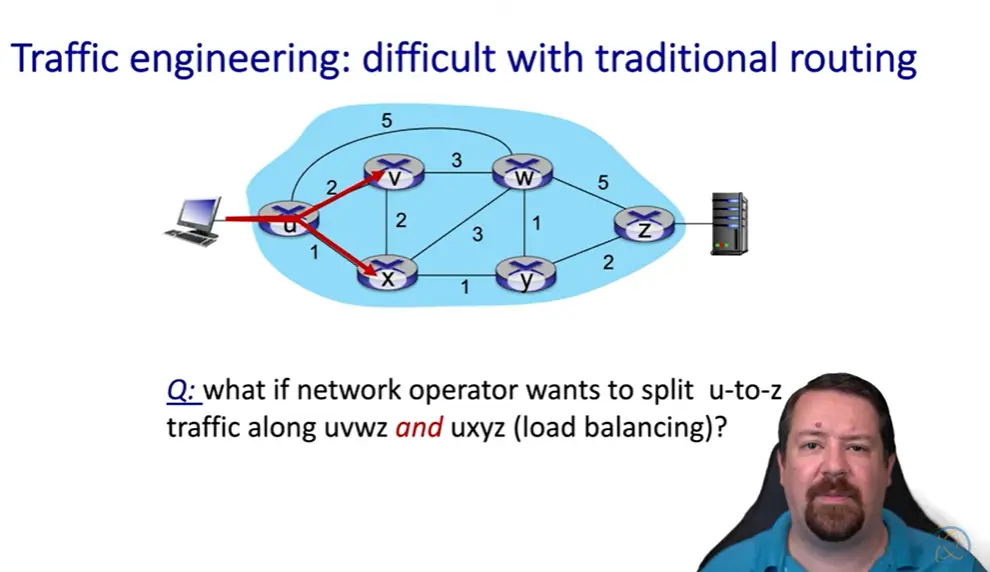 Traffic engineering: difficult with traditional routing
5
3
v
w
2
5
u
2
3
1
z
1
2
x
1
y
Q: what if network operator wants to split u-to-z
traffic along uvwz and uxyz (load balancing)?